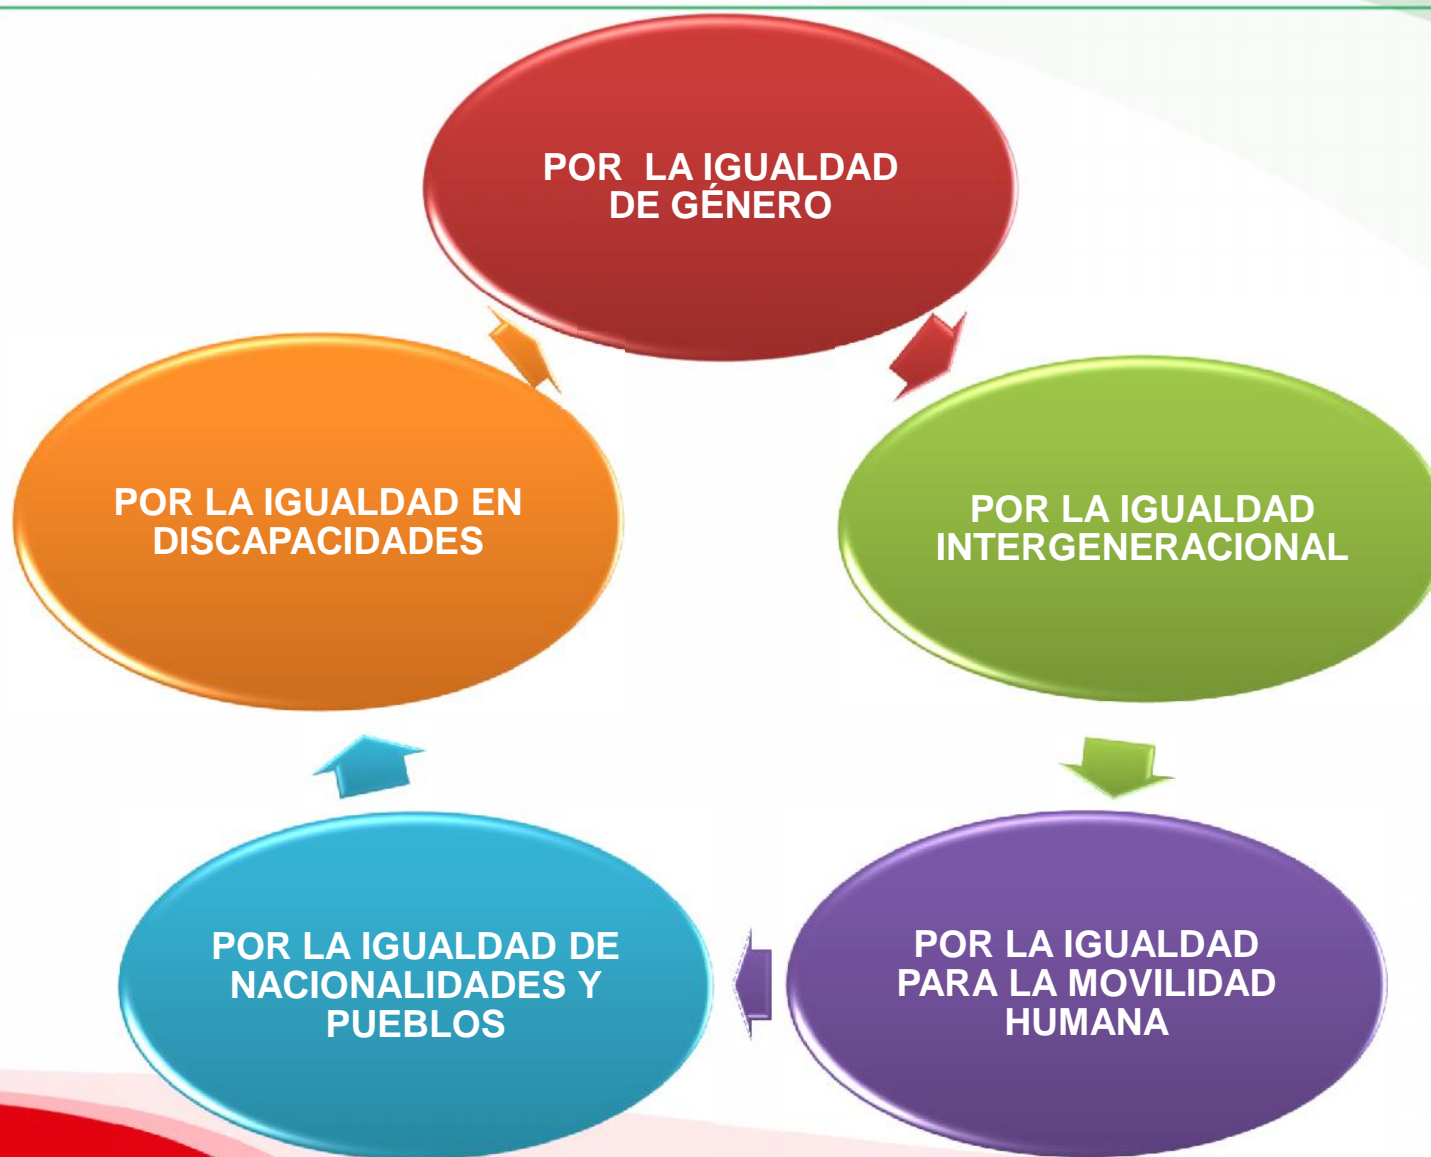 POR LA IGUALDAD
DE GÉNERO
POR LA IGUALDAD EN
DISCAPACIDADES
POR LA IGUALDAD
INTERGENERACIONAL
POR LA IGUALDAD DE
NACIONALIDADES Y
PUEBLOS
POR LA IGUALDAD
PARA LA MOVILIDAD
HUMANA